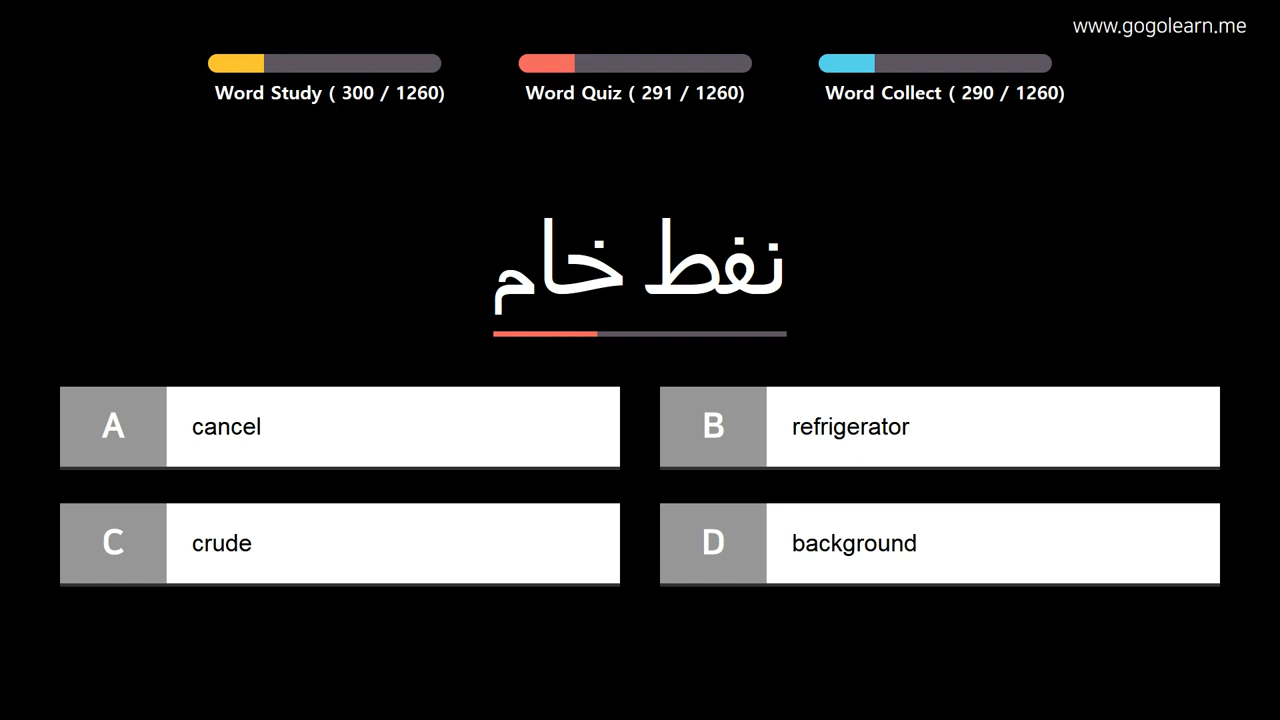 www.gogolearn.me
Word Study ( 300 / 1260)
Word Quiz ( 291 / 1260)
Word Collect ( 290 / 1260)
نفط خام
A cancel
B refrigerator
C crude
D background